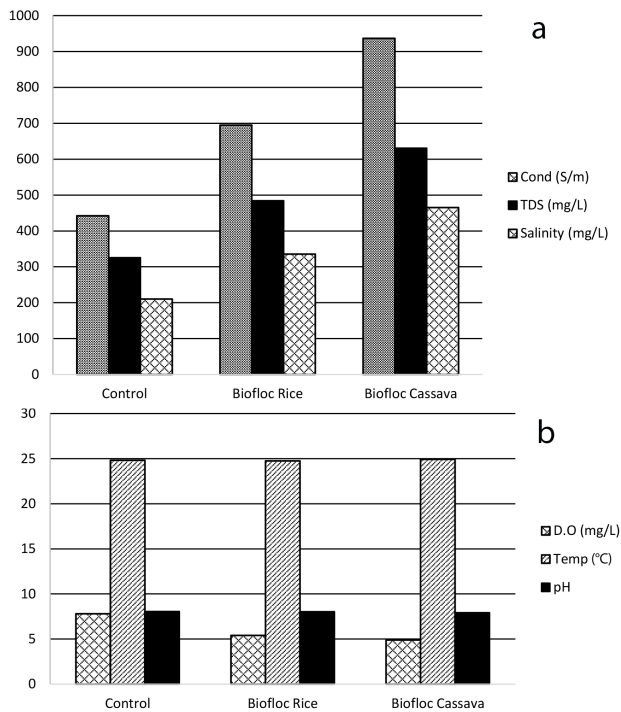 a
1000
900
800
700
600
500
400
300
200
100
0
Control Biofloc Rice Biofloc Cassava
Cond (S/m)
TDS (mg/L)
Salinity (mg/L)
b
30
25
20
15
10
5
0
Control Biofloc Rice Biofloc Cassava
D.O (mg/L)
Temp (°C)
pH